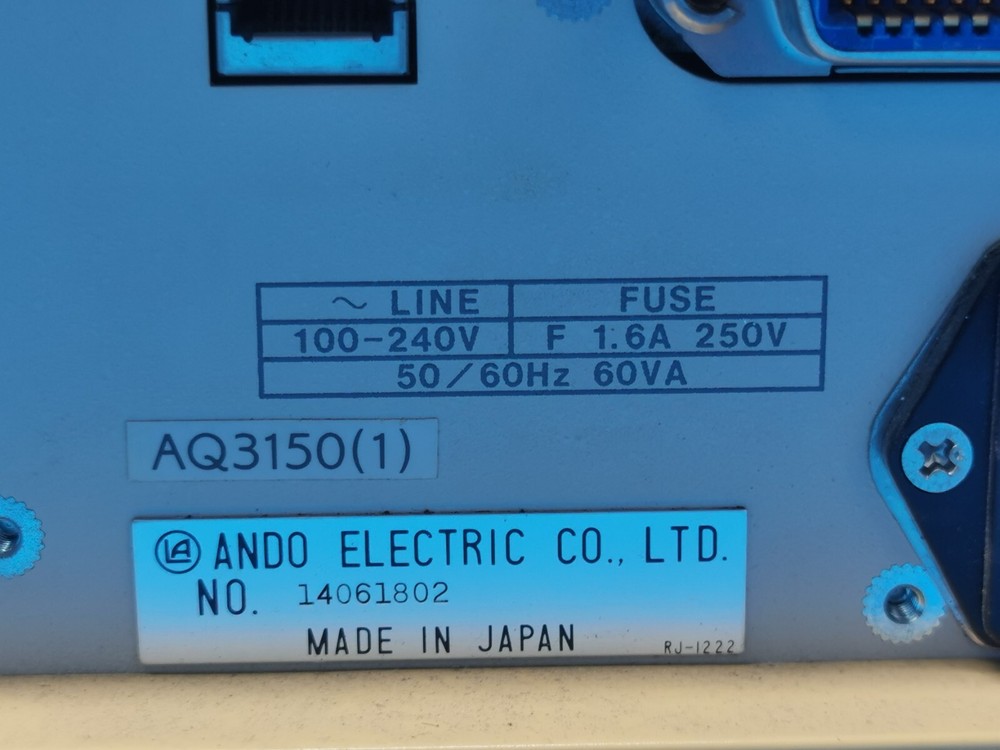 ~ LINE FUSE
100-240V F 1.6A 250V
50/60Hz 60VA
AQ3150(1)
ANDO ELECTRIC CO., LTD.
NO. 14061802
MADE IN JAPAN RJ-1222